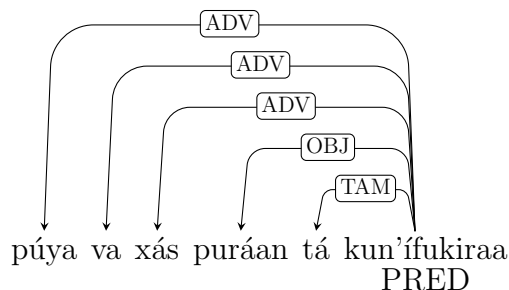 ADV
ADV
ADV
OBJ
TAM
púya va xás puráan tá kun'ífukiraa
PRED